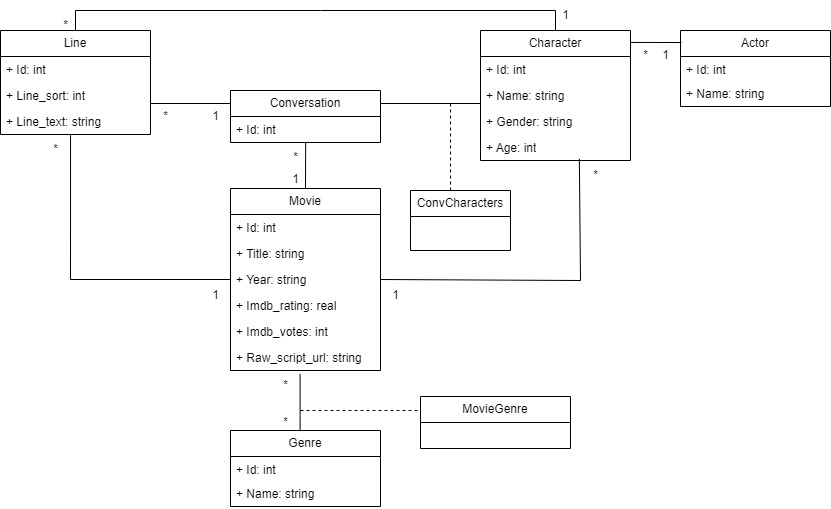 *
1
Line
+ Id: int
+ Line_sort: int
+ Line_text: string
Character
+ Id: int
+ Name: string
+ Gender: string
+ Age: int
* 1
Actor
+ Id: int
+ Name: string
* 1
Conversation
+ Id: int
*
*
*
1
ConvCharacters
Movie
+ Id: int
+ Title: string
+ Year: string
+ Imdb_rating: real
+ Imdb_votes: int
+ Raw_script_url: string
1
1
*
*
MovieGenre
Genre
+ Id: int
+ Name: string